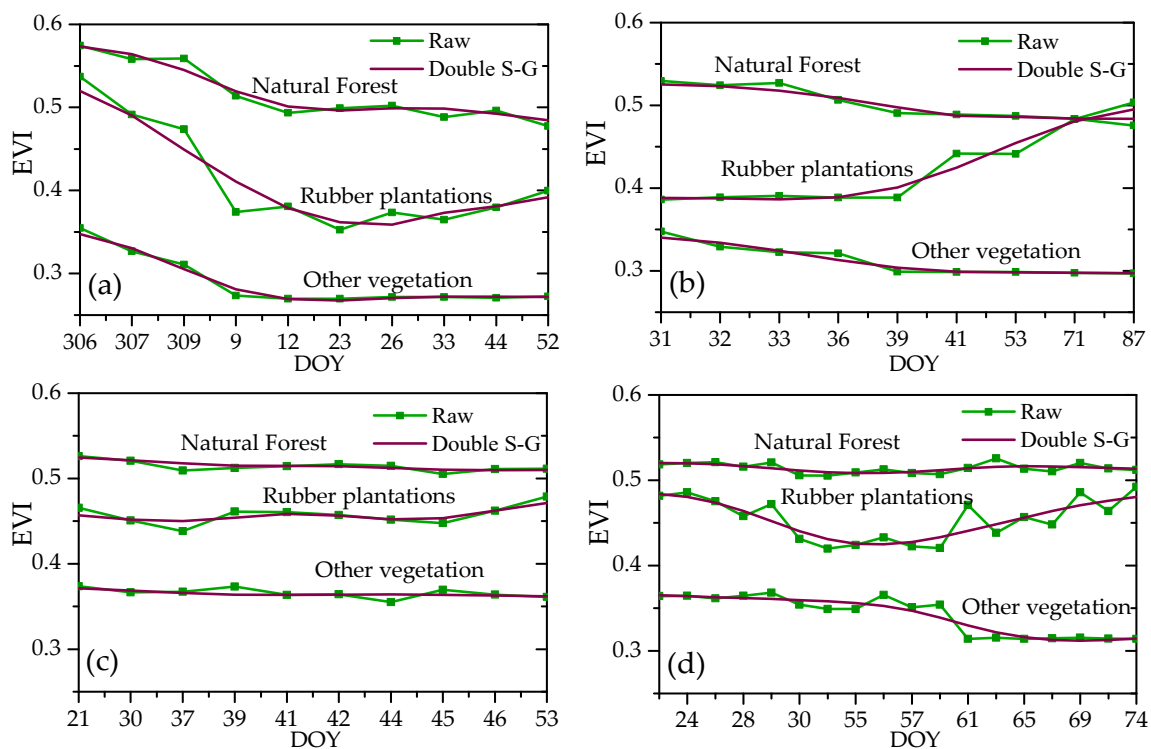 0.6
0.5
0.4
0.3
EVI
Raw
Double S-G
Natural Forest
Rubber plantations
Other vegetation
(a)
306 307 309 9 12 23 26 33 44 52
DOY
0.6
0.5
0.4
0.3
EVI
Raw
Double S-G
Natural Forest
Rubber plantations
Other vegetation
(b)
31 32 33 36 39 41 53 71 87
DOY
0.6
0.5
0.4
0.3
EVI
Raw
Double S-G
Natural Forest
Rubber plantations
Other vegetation
(c)
21 30 37 39 41 42 44 45 46 53
DOY
0.6
0.5
0.4
0.3
EVI
Raw
Double S-G
Natural Forest
Rubber plantations
Other vegetation
(d)
24 28 30 55 57 61 65 69 74
DOY